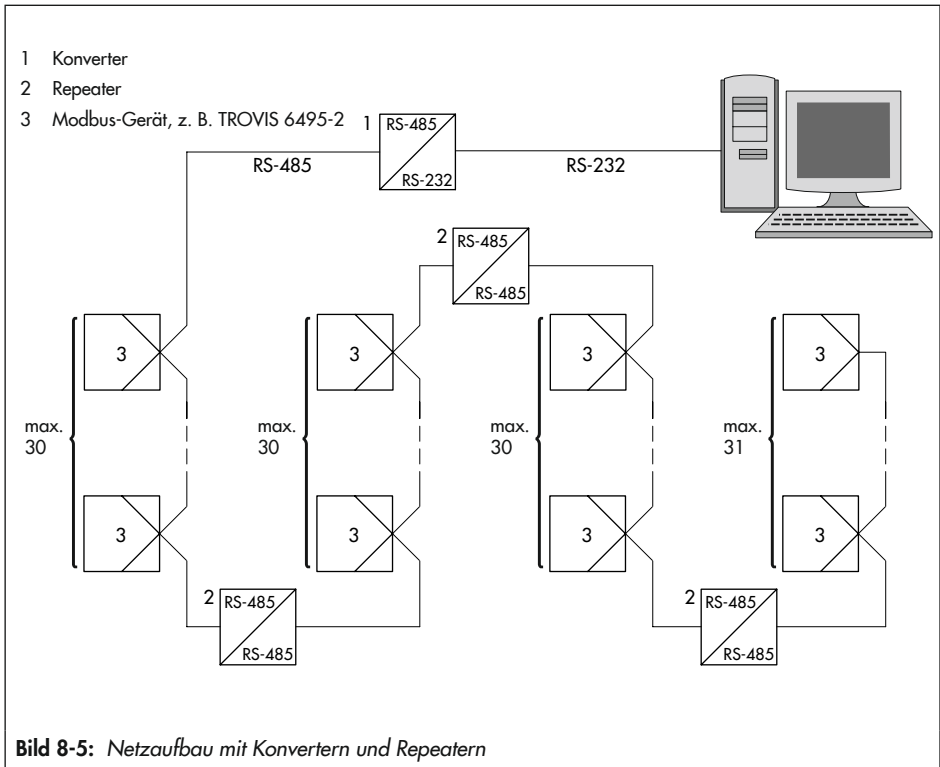 1 Konverter
2 Repeater
3 Modbus-Gerät, z. B. TROVIS 6495-2
1
RS-485
RS-232
RS-485
RS-232
2
RS-485
RS-485
3
3
3
3
max.
30
max.
30
max.
30
max.
31
3
3
3
3
2
RS-485
RS-485
2
RS-485
RS-485
Bild 8-5: Netzaufbau mit Konvertern und Repeatern